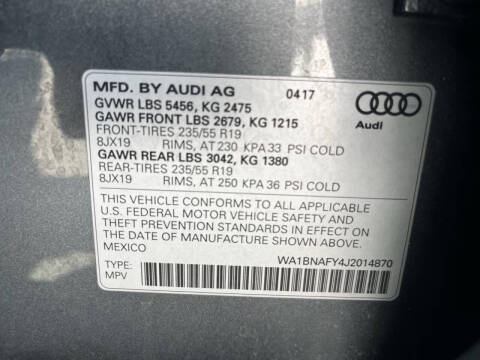 MFD. BY AUDI AG 04 17
GVWR LBS 5456, KG 2475
GAWR FRONT LBS 2679, KG 1215
FRONT-TIRES 235/55 R19
8JX19 RIMS, AT 230 KPA 33 PSI COLD
GAWR REAR LBS 3042, KG 1380
REAR-TIRES 235/55 R19
8JX19 RIMS, AT 250 KPA 36 PSI COLD
Audi
THIS VEHICLE CONFORMS TO ALL APPLICABLE
U.S. FEDERAL MOTOR VEHICLE SAFETY AND
THEFT PREVENTION STANDARDS IN EFFECT ON
THE DATE OF MANUFACTURE SHOWN ABOVE.
MEXICO
WA1BNAFY4J2014870
TYPE:
MPV